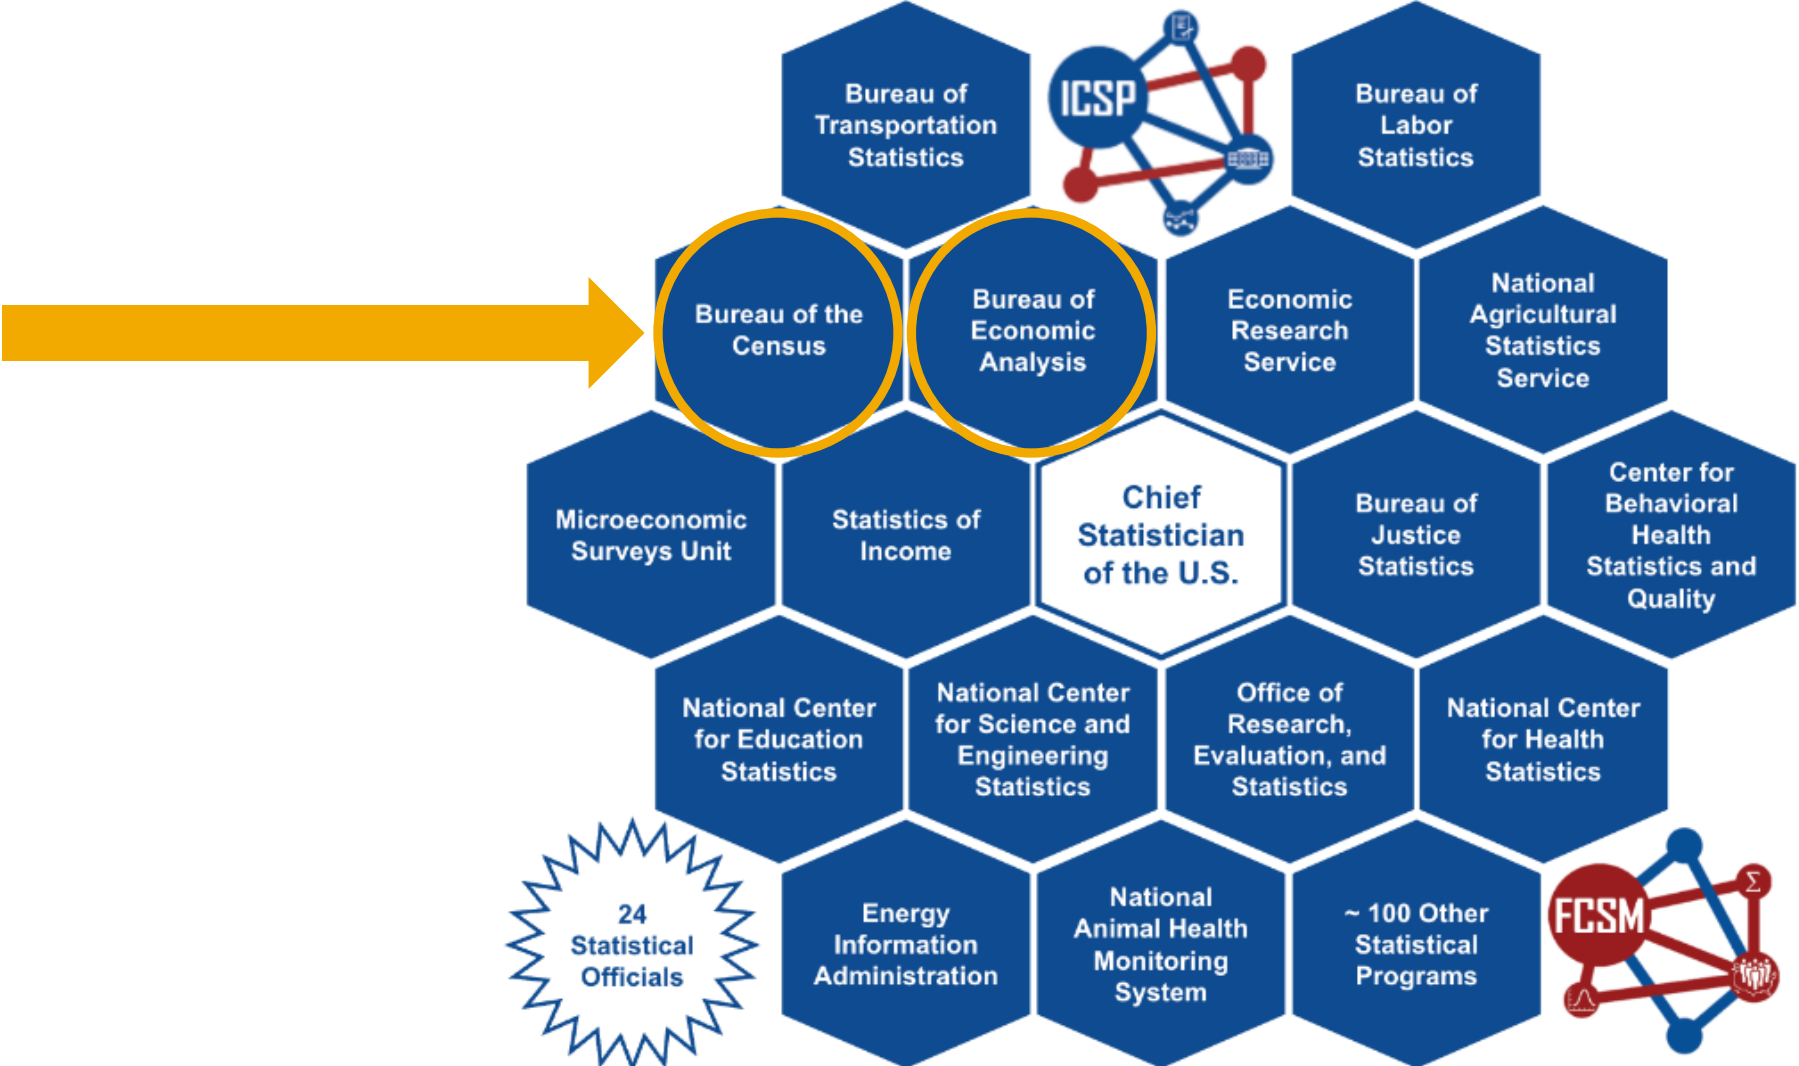 Bureau of
Transportation
Statistics
ICSP
Bureau of
Labor
Statistics
Bureau of the
Census
Bureau of
Economic
Analysis
Economic
Research
Service
National
Agricultural
Statistics
Service
Microeconomic
Surveys Unit
Statistics of
Income
Chief
Statistician
of the U.S.
Bureau of
Justice
Statistics
Center for
Behavioral
Health
Statistics and
Quality
National Center
for Education
Statistics
National Center
for Science and
Engineering
Statistics
Office of
Research,
Evaluation, and
Statistics
National Center
for Health
Statistics
24
Statistical
Officials
Energy
Information
Administration
National
Animal Health
Monitoring
System
~ 100 Other
Statistical
Programs
FCSM
Σ